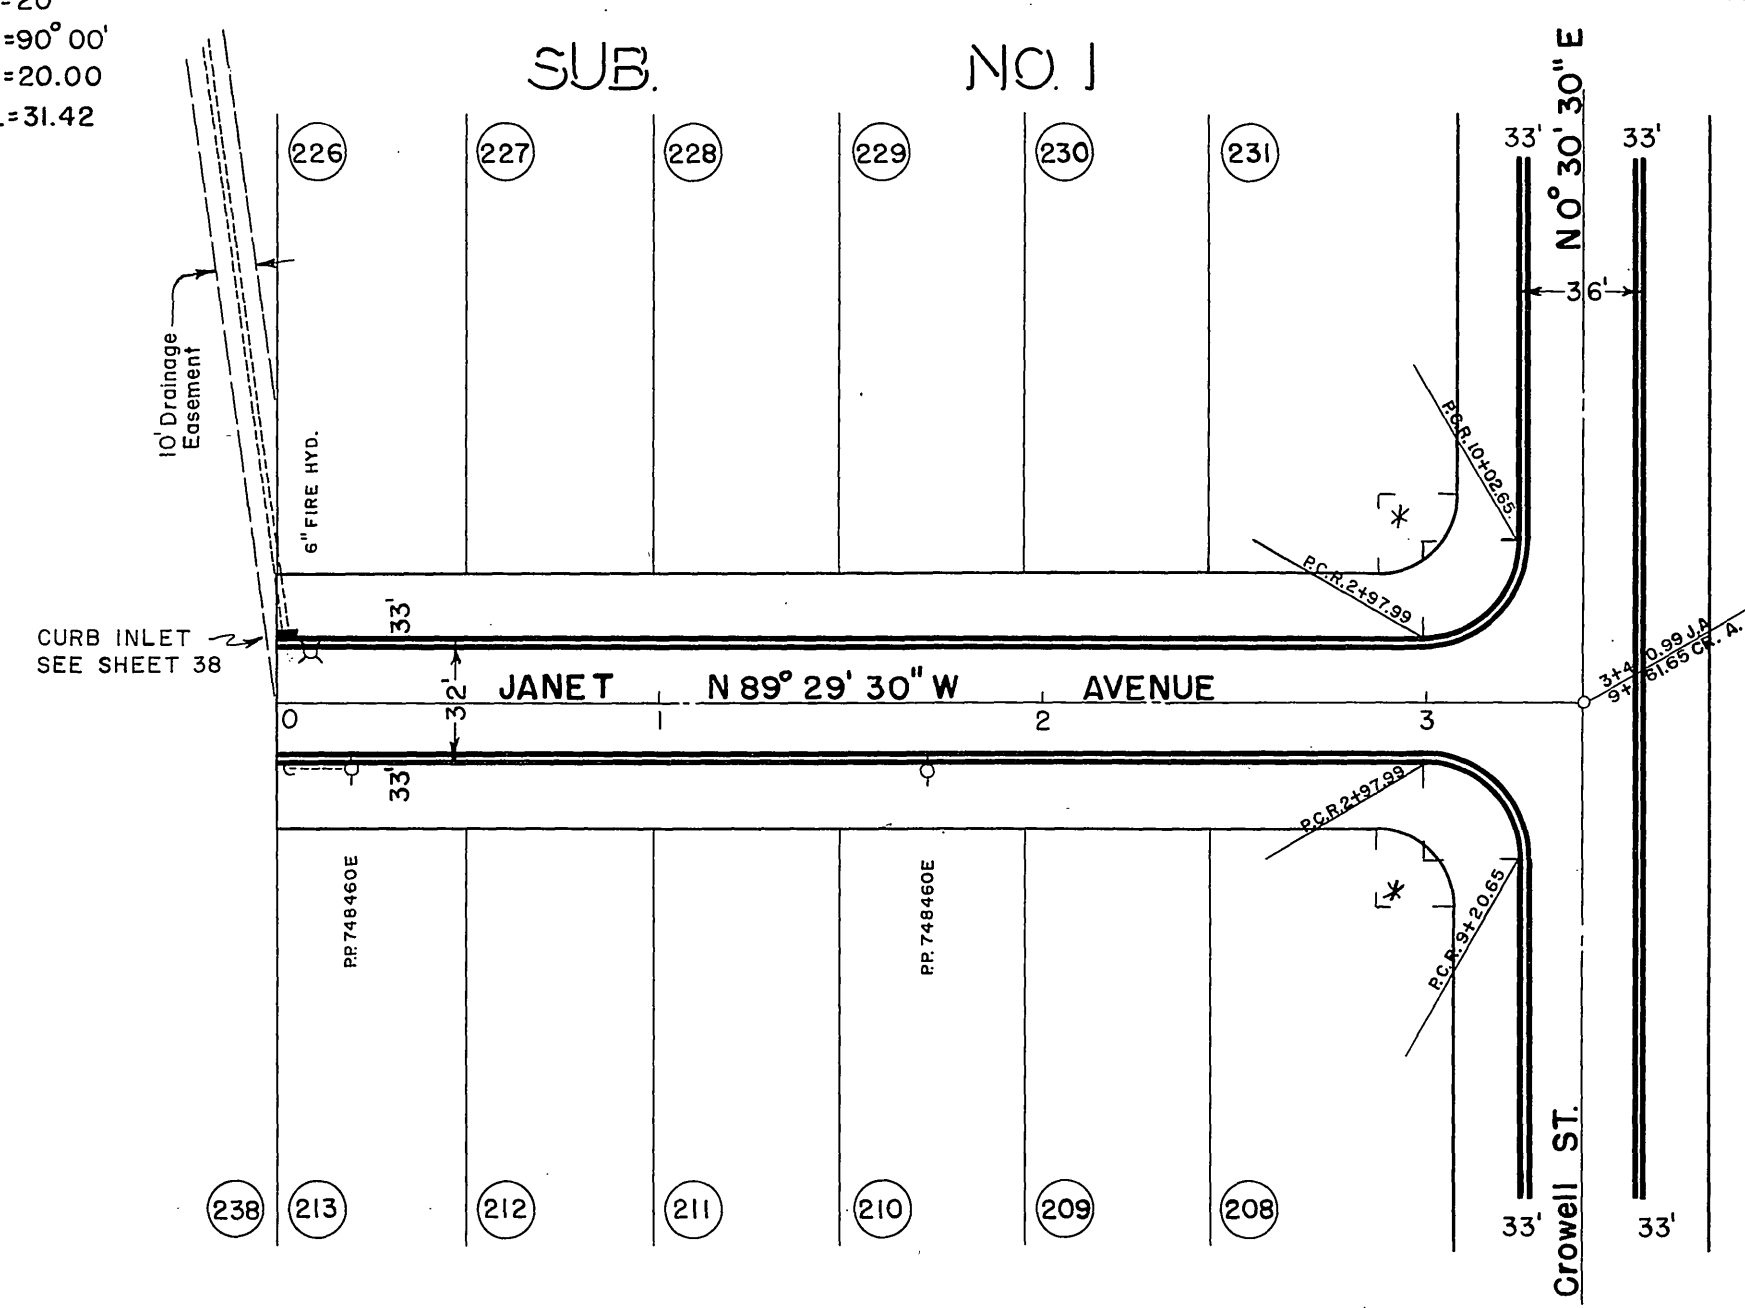 =20
=90° 00'
=20.00
L=31.42
SUB. NO. 1
N 0° 30' 30" E
226
227
228
229
230
231
33'
33'
36'
10' Drainage
Easement
6" FIRE HYD.
P.C.R. 10+02.65
P.C.R. 2+97.99
33'
CURB INLET
SEE SHEET 38
32'
JANET N 89° 29' 30" W AVENUE
0
1
2
3
33'
P.C.R. 2+97.99
P.C.R. 9+20.65
P.P. 748460E
P.P. 748460E
238
213
212
211
210
209
208
33'
33'
Crowell ST.